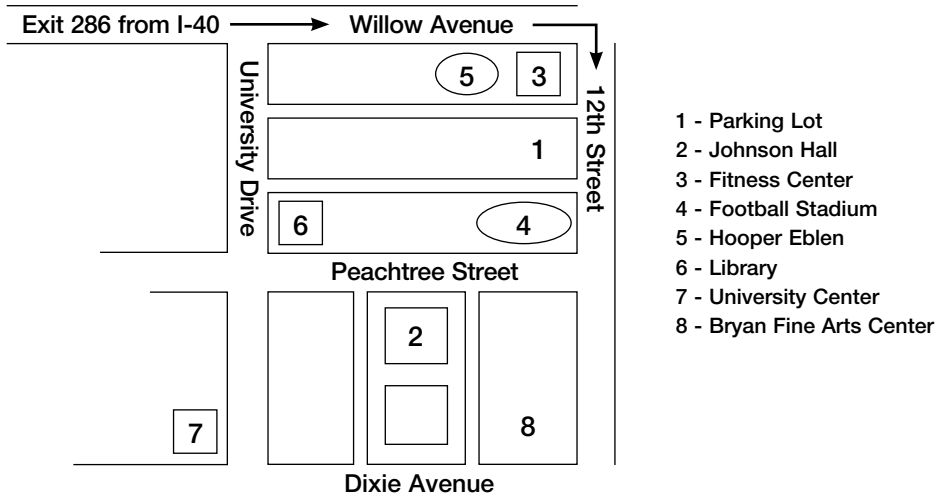 Exit 286 from I-40
Willow Avenue
University Drive
5
3
12th Street
1
6
4
Peachtree Street
2
7
8
Dixie Avenue
1 - Parking Lot
2 - Johnson Hall
3 - Fitness Center
4 - Football Stadium
5 - Hooper Eblen
6 - Library
7 - University Center
8 - Bryan Fine Arts Center